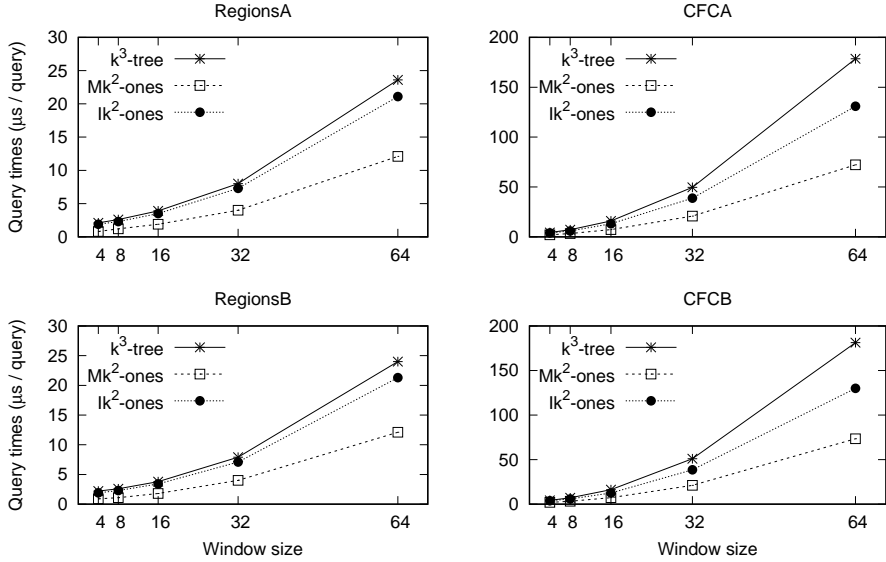 RegionsA
Query times (µs / query)
30
25
20
15
10
5
0
k³-tree
Mk²-ones
Ik²-ones
4 8 16 32 64
CFCA
200
150
100
50
0
k³-tree
Mk²-ones
Ik²-ones
4 8 16 32 64
RegionsB
Query times (µs / query)
30
25
20
15
10
5
0
k³-tree
Mk²-ones
Ik²-ones
4 8 16 32 64
Window size
CFCB
200
150
100
50
0
k³-tree
Mk²-ones
Ik²-ones
4 8 16 32 64
Window size